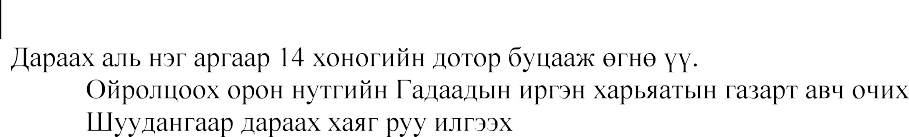 Дараах аль нэг аргаар 14 хоногийн дотор буцааж өгнө үү.
Ойролцоох орон нутгийн Гадаадын иргэн харьяатын газарт авч очих
Шуудангаар дараах хаяг руу илгээх